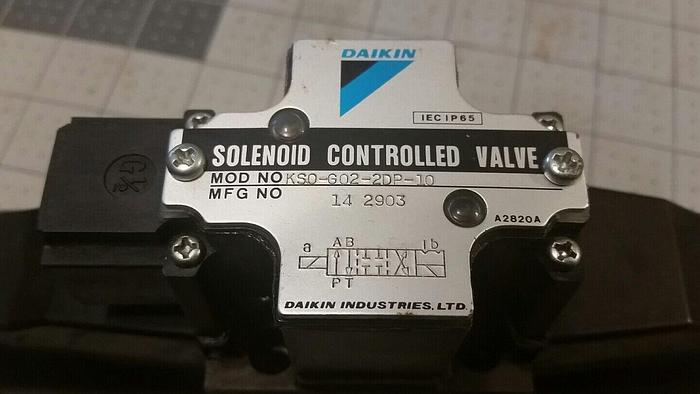 DAIKIN
IEC IP65
SOLENOID CONTROLLED VALVE
MOD NO KSO-G02-2DP-10
MFG NO 14 2903
A2820A
a AB b
PT
DAIKIN INDUSTRIES, LTD.